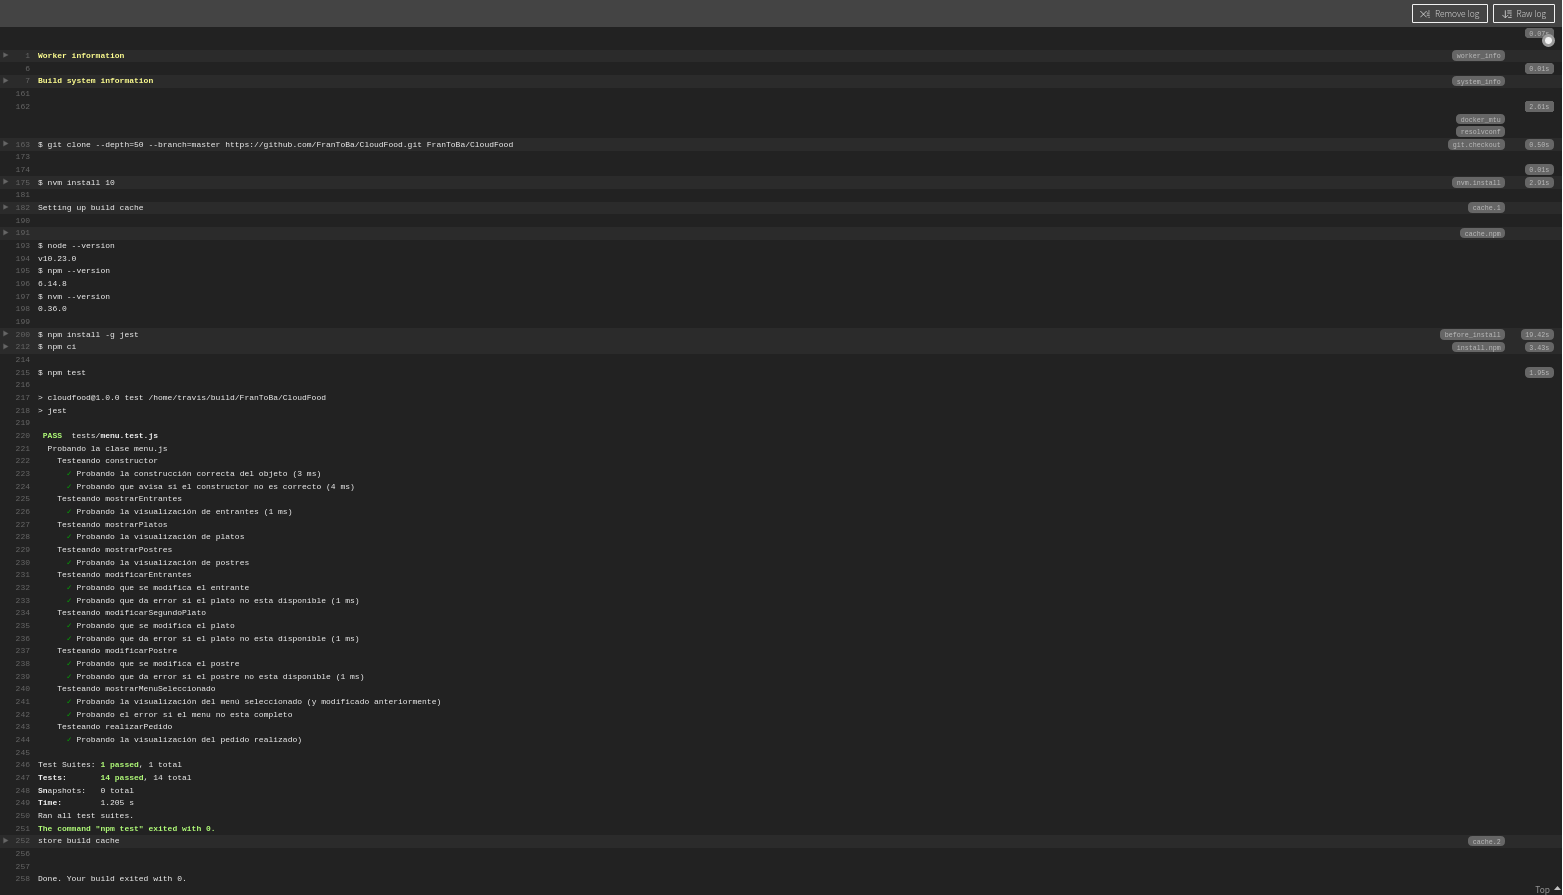 Remove log Raw log
0.07s
1 Worker information worker_info
6 0.01s
7 Build system information system_info
161
162 2.61s
docker_mtu
resolvconf
163 $ git clone --depth=50 --branch=master https://github.com/FranToBa/CloudFood.git FranToBa/CloudFood git.checkout 0.50s
173
174 0.01s
175 $ nvm install 10 nvm.install 2.91s
181
182 Setting up build cache cache.1
190
191 cache.npm
193 $ node --version
194 v10.23.0
195 $ npm --version
196 6.14.8
197 $ nvm --version
198 0.36.0
199
200 $ npm install -g jest before_install 19.42s
212 $ npm ci install.npm 3.43s
214
215 $ npm test 1.95s
216
217 > cloudfood@1.0.0 test /home/travis/build/FranToBa/CloudFood
218 > jest
219
220 PASS tests/menu.test.js
221 Probando la clase menu.js
222 Testeando constructor
223 ✓ Probando la construcción correcta del objeto (3 ms)
224 ✓ Probando que avisa si el constructor no es correcto (4 ms)
225 Testeando mostrarEntrantes
226 ✓ Probando la visualización de entrantes (1 ms)
227 Testeando mostrarPlatos
228 ✓ Probando la visualización de platos
229 Testeando mostrarPostres
230 ✓ Probando la visualización de postres
231 Testeando modificarEntrantes
232 ✓ Probando que se modifica el entrante
233 ✓ Probando que da error si el plato no esta disponible (1 ms)
234 Testeando modificarSegundoPlato
235 ✓ Probando que se modifica el plato
236 ✓ Probando que da error si el plato no esta disponible (1 ms)
237 Testeando modificarPostre
238 ✓ Probando que se modifica el postre
239 ✓ Probando que da error si el postre no esta disponible (1 ms)
240 Testeando mostrarMenuSeleccionado
241 ✓ Probando la visualización del menú seleccionado (y modificado anteriormente)
242 ✓ Probando el error si el menu no esta completo
243 Testeando realizarPedido
244 ✓ Probando la visualización del pedido realizado)
245
246 Test Suites: 1 passed, 1 total
247 Tests: 14 passed, 14 total
248 Snapshots: 0 total
249 Time: 1.205 s
250 Ran all test suites.
251 The command "npm test" exited with 0.
252 store build cache cache.2
256
257
258 Done. Your build exited with 0.
Top